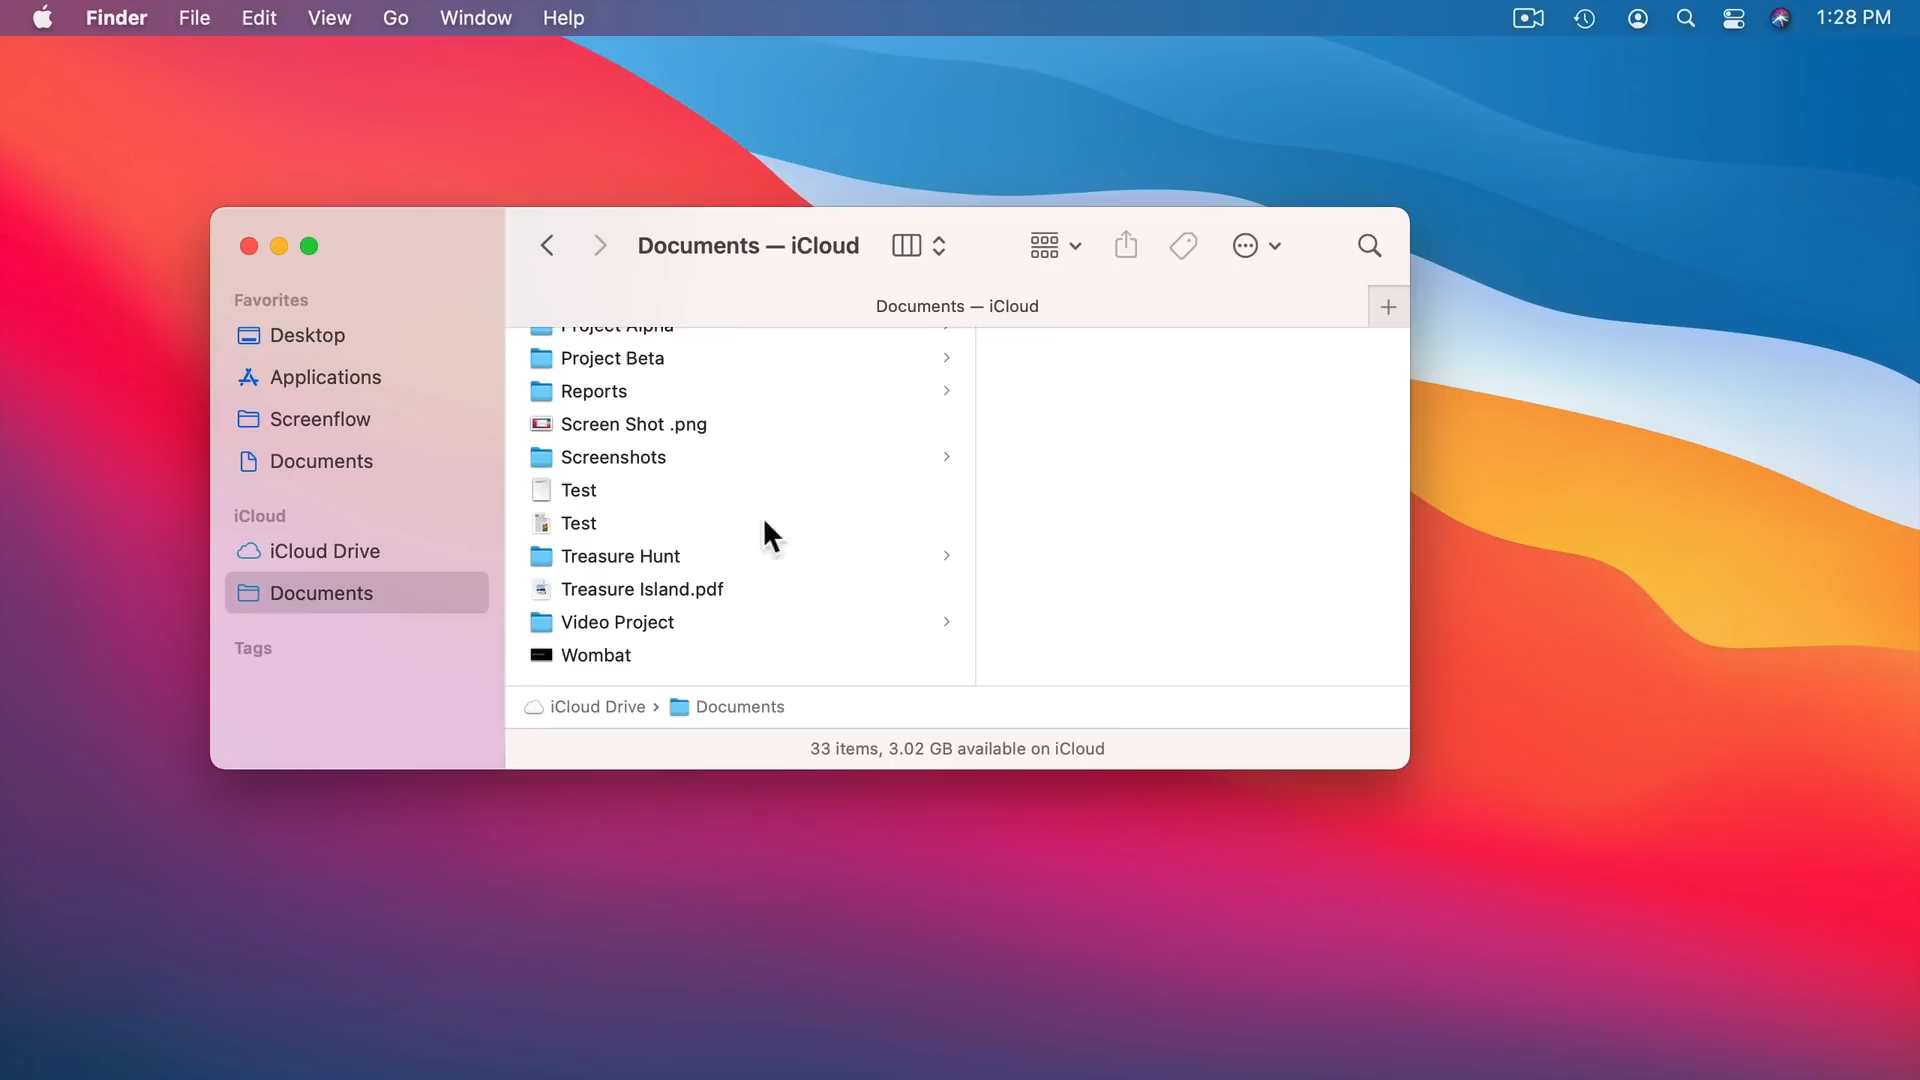 Finder File Edit View Go Window Help 1:28 PM
Documents — iCloud
Documents — iCloud
Favorites
Desktop
Applications
Screenflow
Documents
iCloud
iCloud Drive
Documents
Tags
Project Alpha
Project Beta
Reports
Screen Shot .png
Screenshots
Test
Test
Treasure Hunt
Treasure Island.pdf
Video Project
Wombat
iCloud Drive › Documents
33 items, 3.02 GB available on iCloud